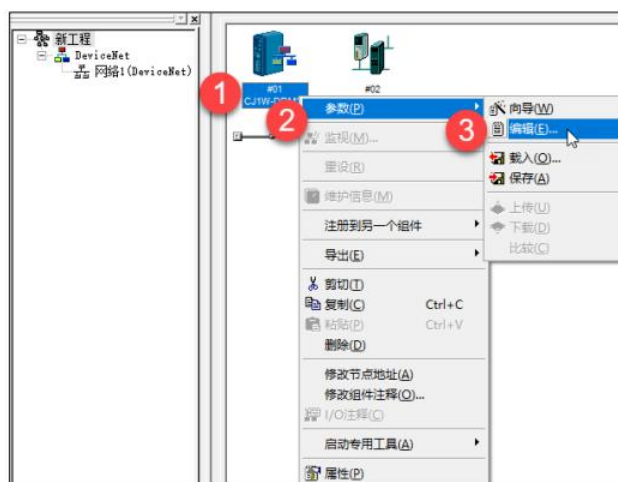 新工程
DeviceNet
网络1(DeviceNet)
#01
#02
1
2
3
参数(P)
监视(M)...
重设(R)
维护信息(M)
注册到另一个组件
导出(E)
剪切(T)
复制(C) Ctrl+C
粘贴(P) Ctrl+V
删除(D)
修改节点地址(A)
修改组件注释(O)...
I/O注释(C)
启动专用工具(A)
属性(P)
向导(W)
编辑(E)...
载入(O)...
保存(A)
上传(U)
下载(D)
比较(C)